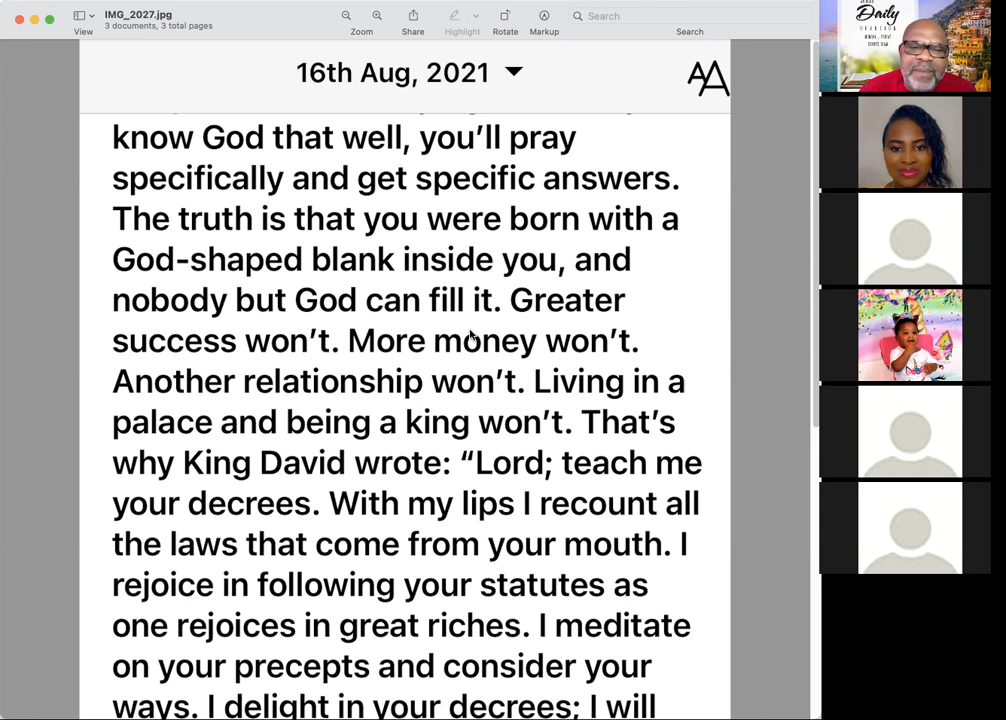 IMG_2027.jpg
3 documents, 3 total pages
View
Zoom
Share
Highlight
Rotate
Markup
Search
Search
16th Aug, 2021
AA
know God that well, you’ll pray
specifically and get specific answers.
The truth is that you were born with a
God-shaped blank inside you, and
nobody but God can fill it. Greater
success won’t. More money won’t.
Another relationship won’t. Living in a
palace and being a king won’t. That’s
why King David wrote: “Lord; teach me
your decrees. With my lips I recount all
the laws that come from your mouth. I
rejoice in following your statutes as
one rejoices in great riches. I meditate
on your precepts and consider your
ways. I delight in your decrees; I will
Daily